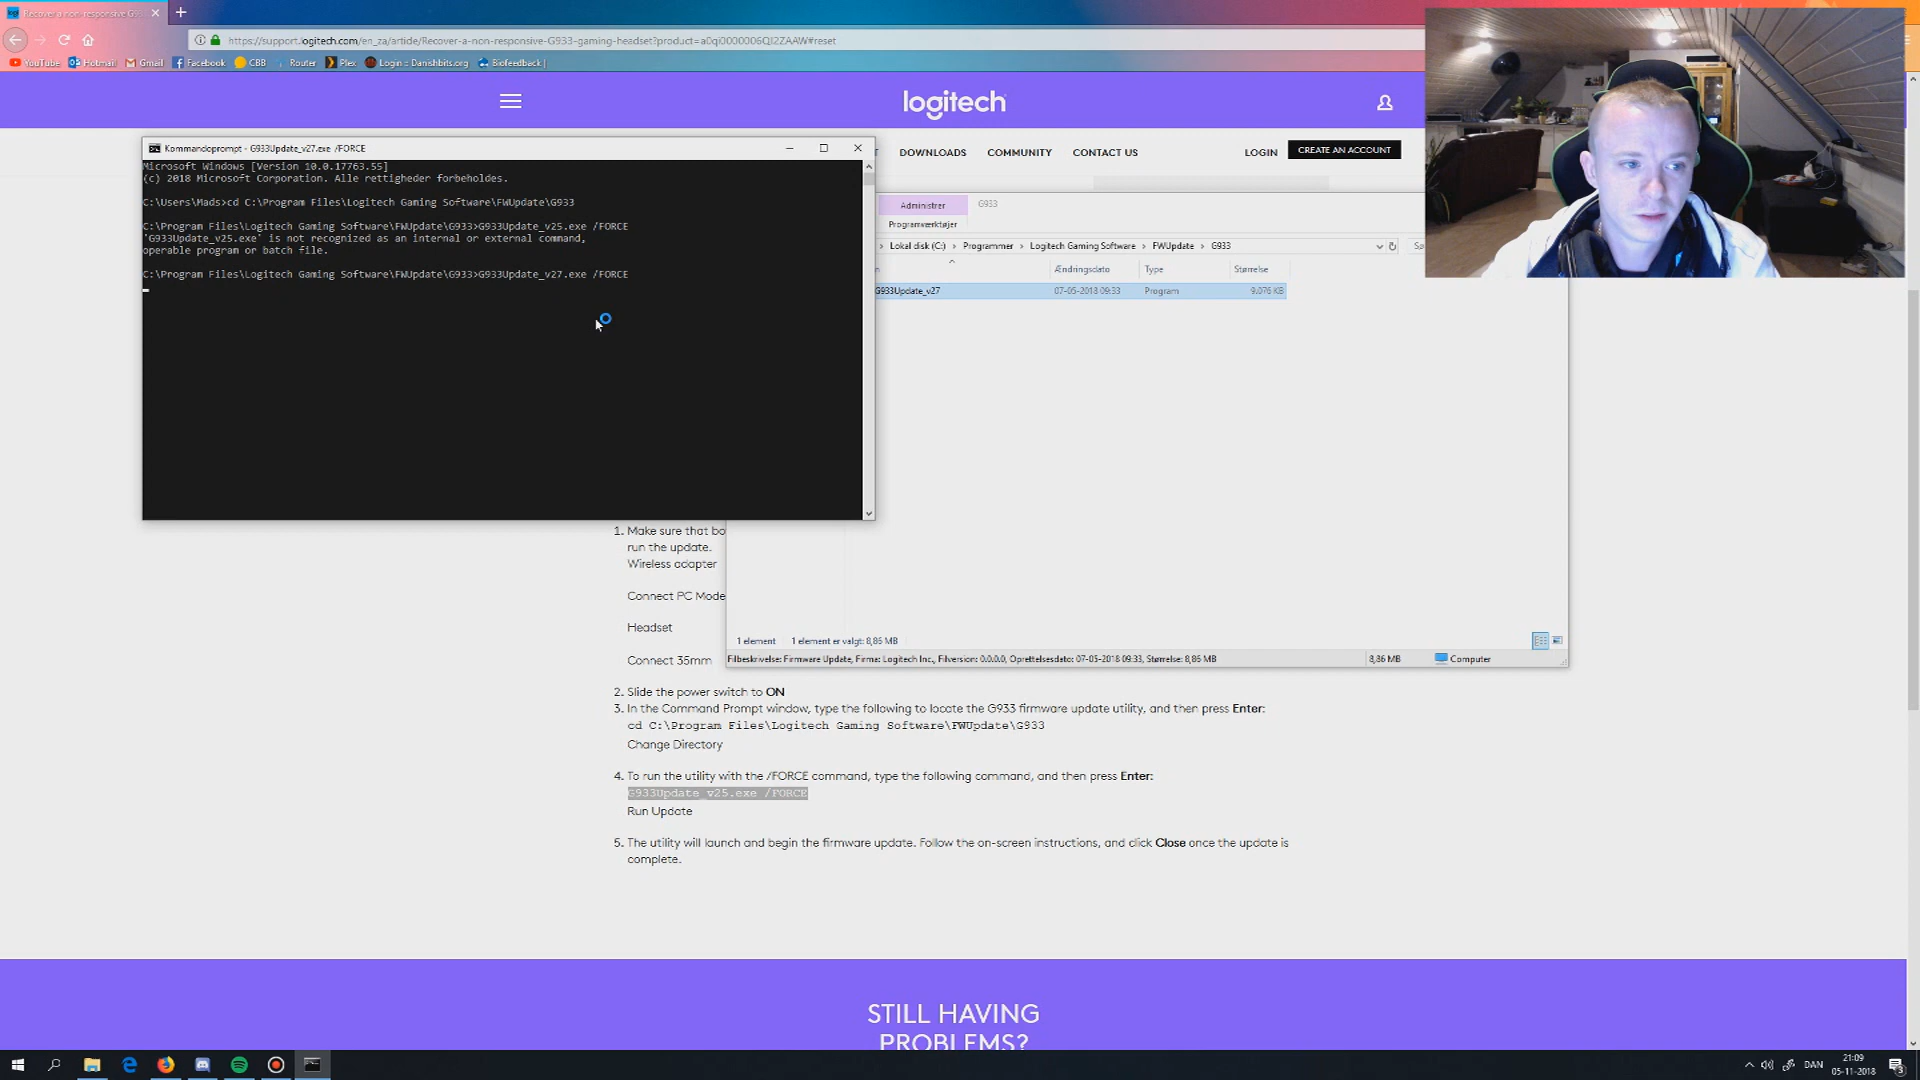 Recover a non-responsive G9
https://support.logitech.com/en_za/article/Recover-a-non-responsive-G933-gaming-headset?product=a0qi0000006QI2ZAAW#reset
YouTube Hotmail Gmail Facebook CBB Router Plex Login :: Danishbits.org Biofeedback |
logitech
DOWNLOADS COMMUNITY CONTACT US LOGIN CREATE AN ACCOUNT
Kommandoprompt - G933Update_v27.exe /FORCE
Microsoft Windows [Version 10.0.17763.55]
(c) 2018 Microsoft Corporation. Alle rettigheder forbeholdes.
C:\Users\Mads>cd C:\Program Files\Logitech Gaming Software\FWUpdate\G933
C:\Program Files\Logitech Gaming Software\FWUpdate\G933>G933Update_v25.exe /FORCE
'G933Update_v25.exe' is not recognized as an internal or external command,
operable program or batch file.
C:\Program Files\Logitech Gaming Software\FWUpdate\G933>G933Update_v27.exe /FORCE
Administrer G933
Programværktøjer
Lokal disk (C:) Programmer Logitech Gaming Software FWUpdate G933
Ændringsdato Type Størrelse
G933Update_v27 07-05-2018 09:33 Program 9.076 KB
1 element 1 element er valgt: 8,86 MB
Filbeskrivelse: Firmware Update, Firma: Logitech Inc., Filversion: 0.0.0.0, Oprettelsesdato: 07-05-2018 09:33, Størrelse: 8,86 MB 8,86 MB Computer
1. Make sure that bo
run the update.
Wireless adapter
Connect PC Mode
Headset
Connect 35mm
2. Slide the power switch to ON
3. In the Command Prompt window, type the following to locate the G933 firmware update utility, and then press Enter:
cd C:\Program Files\Logitech Gaming Software\FWUpdate\G933
Change Directory
4. To run the utility with the /FORCE command, type the following command, and then press Enter:
G933Update_v25.exe /FORCE
Run Update
5. The utility will launch and begin the firmware update. Follow the on-screen instructions, and click Close once the update is
complete.
STILL HAVING
PROBLEMS?
DAN
21:09
05-11-2018